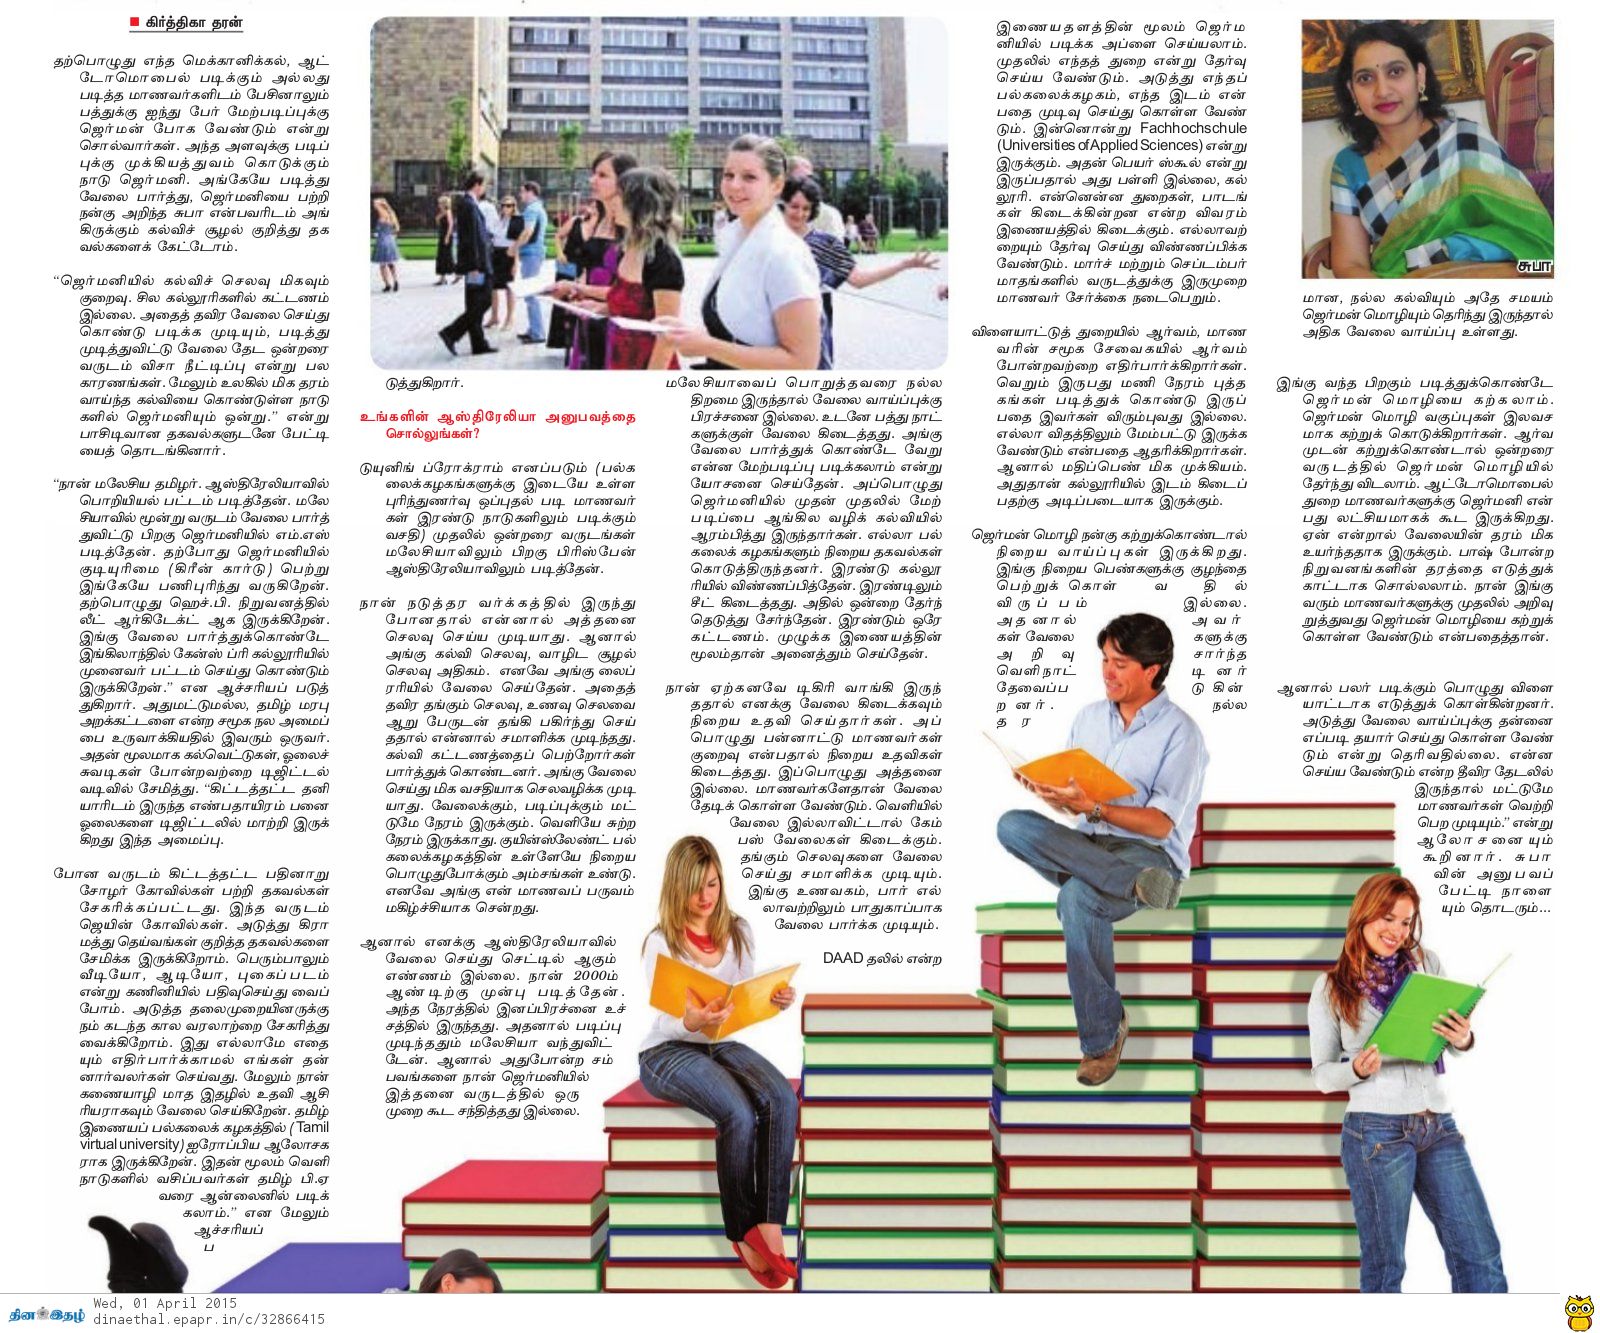 ■ கிர்த்திகா தரன்
தற்பொழுது எந்த மெக்கானிக்கல், ஆட்
டோமொபைல் படிக்கும் அல்லது
படித்த மாணவர்களிடம் பேசினாலும்
பத்துக்கு ஐந்து பேர் மேற்படிப்புக்கு
ஜெர்மன் போக வேண்டும் என்று
சொல்வார்கள். அந்த அளவுக்கு படிப்
புக்கு முக்கியத்துவம் கொடுக்கும்
நாடு ஜெர்மனி. அங்கேயே படித்து
வேலை பார்த்து, ஜெர்மனியை பற்றி
நன்கு அறிந்த சுபா என்பவரிடம் அங்
கிருக்கும் கல்விச் சூழல் குறித்து தக
வல்களைக் கேட்டோம்.
“ஜெர்மனியில் கல்விச் செலவு மிகவும்
குறைவு. சில கல்லூரிகளில் கட்டணம்
இல்லை. அதைத் தவிர வேலை செய்து
கொண்டு படிக்க முடியும், படித்து
முடித்துவிட்டு வேலை தேட ஒன்றரை
வருடம் விசா நீட்டிப்பு என்று பல
காரணங்கள். மேலும் உலகில் மிக தரம்
வாய்ந்த கல்வியை கொண்டுள்ள நாடு
களில் ஜெர்மனியும் ஒன்று.” என்று
பாசிடிவான தகவல்களுடனே பேட்டி
யைத் தொடங்கினார்.
“நான் மலேசிய தமிழர். ஆஸ்திரேலியாவில்
பொறியியல் பட்டம் படித்தேன். மலே
சியாவில் மூன்று வருடம் வேலை பார்த்
துவிட்டு பிறகு ஜெர்மனியில் எம்.எஸ்
படித்தேன். தற்போது ஜெர்மனியில்
குடியுரிமை (கிரீன் கார்டு) பெற்று
இங்கேயே பணிபுரிந்து வருகிறேன்.
தற்பொழுது ஹெச்.பி. நிறுவனத்தில்
லீட் ஆர்கிடேக்ட் ஆக இருக்கிறேன்.
இங்கு வேலை பார்த்துக்கொண்டே
இங்கிலாந்தில் கேன்ஸ் ப்ரி கல்லூரியில்
முனைவர் பட்டம் செய்து கொண்டும்
இருக்கிறேன்.” என ஆச்சரியப் படுத்
துகிறார். அதுமட்டுமல்ல, தமிழ் மரபு
அறக்கட்டளை என்ற சமூக நல அமைப்
பை உருவாக்கியதில் இவரும் ஒருவர்.
அதன் மூலமாக கல்வெட்டுகள், ஓலைச்
சுவடிகள் போன்றவற்றை டிஜிட்டல்
வடிவில் சேமித்து. “கிட்டத்தட்ட தனி
யாரிடம் இருந்த எண்பதாயிரம் பனை
ஓலைகளை டிஜிட்டலில் மாற்றி இருக்
கிறது இந்த அமைப்பு.
போன வருடம் கிட்டத்தட்ட பதினாறு
சோழர் கோவில்கள் பற்றி தகவல்கள்
சேகரிக்கப்பட்டது. இந்த வருடம்
ஜெயின் கோவில்கள். அடுத்து கிரா
மத்து தெய்வங்கள் குறித்த தகவல்களை
சேமிக்க இருக்கிறோம். பெரும்பாலும்
வீடியோ, ஆடியோ, புகைப்படம்
என்று கணினியில் பதிவுசெய்து வைப்
போம். அடுத்த தலைமுறையினருக்கு
நம் கடந்த கால வரலாற்றை சேகரித்து
வைக்கிறோம். இது எல்லாமே எதை
யும் எதிர்பார்க்காமல் எங்கள் தன்
னார்வலர்கள் செய்வது. மேலும் நான்
கணையாழி மாத இதழில் உதவி ஆசி
ரியராகவும் வேலை செய்கிறேன். தமிழ்
இணையப் பல்கலைக் கழகத்தில் (Tamil
virtual university) ஐரோப்பிய ஆலோசக
ராக இருக்கிறேன். இதன் மூலம் வெளி
நாடுகளில் வசிப்பவர்கள் தமிழ் பி.ஏ
வரை ஆன்லைனில் படிக்
கலாம்.” என மேலும்
ஆச்சரியப்
ப
டுத்துகிறார்.
உங்களின் ஆஸ்திரேலியா அனுபவத்தை
சொல்லுங்கள்?
டுயுனிங் ப்ரோக்ராம் எனப்படும் (பல்க
லைக்கழகங்களுக்கு இடையே உள்ள
புரிந்துணர்வு ஒப்புதல் படி மாணவர்
கள் இரண்டு நாடுகளிலும் படிக்கும்
வசதி) முதலில் ஒன்றரை வருடங்கள்
மலேசியாவிலும் பிறகு பிரிஸ்பேன்
ஆஸ்திரேலியாவிலும் படித்தேன்.
நான் நடுத்தர வர்க்கத்தில் இருந்து
போனதால் என்னால் அத்தனை
செலவு செய்ய முடியாது. ஆனால்
அங்கு கல்வி செலவு, வாழிட சூழல்
செலவு அதிகம். எனவே அங்கு லைப்
ரரியில் வேலை செய்தேன். அதைத்
தவிர தங்கும் செலவு, உணவு செலவை
ஆறு பேருடன் தங்கி பகிர்ந்து செய்
ததால் என்னால் சமாளிக்க முடிந்தது.
கல்வி கட்டணத்தைப் பெற்றோர்கள்
பார்த்துக் கொண்டனர். அங்கு வேலை
செய்து மிக வசதியாக செலவழிக்க முடி
யாது. வேலைக்கும், படிப்புக்கும் மட்
டுமே நேரம் இருக்கும். வெளியே சுற்ற
நேரம் இருக்காது. குயின்ஸ்லேண்ட் பல்
கலைக்கழகத்தின் உள்ளேயே நிறைய
பொழுதுபோக்கும் அம்சங்கள் உண்டு.
எனவே அங்கு என் மாணவப் பருவம்
மகிழ்ச்சியாக சென்றது.
ஆனால் எனக்கு ஆஸ்திரேலியாவில்
வேலை செய்து செட்டில் ஆகும்
எண்ணம் இல்லை. நான் 2000ம்
ஆண்டிற்கு முன்பு படித்தேன்.
அந்த நேரத்தில் இனப்பிரச்னை உச்
சத்தில் இருந்தது. அதனால் படிப்பு
முடிந்ததும் மலேசியா வந்துவிட்
டேன். ஆனால் அதுபோன்ற சம்
பவங்களை நான் ஜெர்மனியில்
இத்தனை வருடத்தில் ஒரு
முறை கூட சந்தித்தது இல்லை.
மலேசியாவைப் பொறுத்தவரை நல்ல
திறமை இருந்தால் வேலை வாய்ப்புக்கு
பிரச்சனை இல்லை. உடனே பத்து நாட்
களுக்குள் வேலை கிடைத்தது. அங்கு
வேலை பார்த்துக் கொண்டே வேறு
என்ன மேற்படிப்பு படிக்கலாம் என்று
யோசனை செய்தேன். அப்பொழுது
ஜெர்மனியில் முதன் முதலில் மேற்
படிப்பை ஆங்கில வழிக் கல்வியில்
ஆரம்பித்து இருந்தார்கள். எல்லா பல்
கலைக் கழகங்களும் நிறைய தகவல்கள்
கொடுத்திருந்தனர். இரண்டு கல்லூ
ரியில் விண்ணப்பித்தேன். இரண்டிலும்
சீட் கிடைத்தது. அதில் ஒன்றை தேர்ந்
தெடுத்து சேர்ந்தேன். இரண்டும் ஒரே
கட்டணம். முழுக்க இணையத்தின்
மூலம்தான் அனைத்தும் செய்தேன்.
நான் ஏற்கனவே டிகிரி வாங்கி இருந்
ததால் எனக்கு வேலை கிடைக்கவும்
நிறைய உதவி செய்தார்கள். அப்
பொழுது பன்னாட்டு மாணவர்கள்
குறைவு என்பதால் நிறைய உதவிகள்
கிடைத்தது. இப்பொழுது அத்தனை
இல்லை. மாணவர்களேதான் வேலை
தேடிக் கொள்ள வேண்டும். வெளியில்
வேலை இல்லாவிட்டால் கேம்
பஸ் வேலைகள் கிடைக்கும்.
தங்கும் செலவுகளை வேலை
செய்து சமாளிக்க முடியும்.
இங்கு உணவகம், பார் எல்
லாவற்றிலும் பாதுகாப்பாக
வேலை பார்க்க முடியும்.
DAAD தலில் என்ற
இணையதளத்தின் மூலம் ஜெர்ம
னியில் படிக்க அப்ளை செய்யலாம்.
முதலில் எந்தத் துறை என்று தேர்வு
செய்ய வேண்டும். அடுத்து எந்தப்
பல்கலைக்கழகம், எந்த இடம் என்
பதை முடிவு செய்து கொள்ள வேண்
டும். இன்னொன்று Fachhochschule
(Universities of Applied Sciences) என்று
இருக்கும். அதன் பெயர் ஸ்கூல் என்று
இருப்பதால் அது பள்ளி இல்லை, கல்
லூரி. என்னென்ன துறைகள், பாடங்
கள் கிடைக்கின்றன என்ற விவரம்
இணையத்தில் கிடைக்கும். எல்லாவற்
றையும் தேர்வு செய்து விண்ணப்பிக்க
வேண்டும். மார்ச் மற்றும் செப்டம்பர்
மாதங்களில் வருடத்துக்கு இருமுறை
மாணவர் சேர்க்கை நடைபெறும்.
விளையாட்டுத் துறையில் ஆர்வம், மாண
வரின் சமூக சேவைகயில் ஆர்வம்
போன்றவற்றை எதிர்பார்க்கிறார்கள்.
வெறும் இருபது மணி நேரம் புத்த
கங்கள் படித்துக் கொண்டு இருப்
பதை இவர்கள் விரும்புவது இல்லை.
எல்லா விதத்திலும் மேம்பட்டு இருக்க
வேண்டும் என்பதை ஆதரிக்கிறார்கள்.
ஆனால் மதிப்பெண் மிக முக்கியம்.
அதுதான் கல்லூரியில் இடம் கிடைப்
பதற்கு அடிப்படையாக இருக்கும்.
ஜெர்மன் மொழி நன்கு கற்றுக்கொண்டால்
நிறைய வாய்ப்புகள் இருக்கிறது.
இங்கு நிறைய பெண்களுக்கு குழந்தை
பெற்றுக் கொள் வ தி ல்
விருப்பம் இல்லை.
அதனால் அவர்
கள் வேலை களுக்கு
அறிவு சார்ந்த
வெளிநாட் டினர்
தேவைப்ப டுகின்
றனர். நல்ல
தர
மான, நல்ல கல்வியும் அதே சமயம்
ஜெர்மன் மொழியும் தெரிந்து இருந்தால்
அதிக வேலை வாய்ப்பு உள்ளது.
இங்கு வந்த பிறகும் படித்துக்கொண்டே
ஜெர்மன் மொழியை கற்கலாம்.
ஜெர்மன் மொழி வகுப்புகள் இலவச
மாக கற்றுக் கொடுக்கிறார்கள். ஆர்வ
முடன் கற்றுக்கொண்டால் ஒன்றரை
வருடத்தில் ஜெர்மன் மொழியில்
தேர்ந்து விடலாம். ஆட்டோமொபைல்
துறை மாணவர்களுக்கு ஜெர்மனி என்
பது லட்சியமாகக் கூட இருக்கிறது.
ஏன் என்றால் வேலையின் தரம் மிக
உயர்ந்ததாக இருக்கும். பாஷ் போன்ற
நிறுவனங்களின் தரத்தை எடுத்துக்
காட்டாக சொல்லலாம். நான் இங்கு
வரும் மாணவர்களுக்கு முதலில் அறிவு
றுத்துவது ஜெர்மன் மொழியை கற்றுக்
கொள்ள வேண்டும் என்பதைத்தான்.
ஆனால் பலர் படிக்கும் பொழுது விளை
யாட்டாக எடுத்துக் கொள்கின்றனர்.
அடுத்து வேலை வாய்ப்புக்கு தன்னை
எப்படி தயார் செய்து கொள்ள வேண்
டும் என்று தெரிவதில்லை. என்ன
செய்ய வேண்டும் என்ற தீவிர தேடலில்
இருந்தால் மட்டுமே
மாணவர்கள் வெற்றி
பெற முடியும்.” என்று
ஆலோசனை யும்
கூறினார். சுபா
வின் அனுபவப்
பேட்டி நாளை
யும் தொடரும்...
சுபா
தின இதழ்
Wed, 01 April 2015
dinaethal.epapr.in/c/32866415